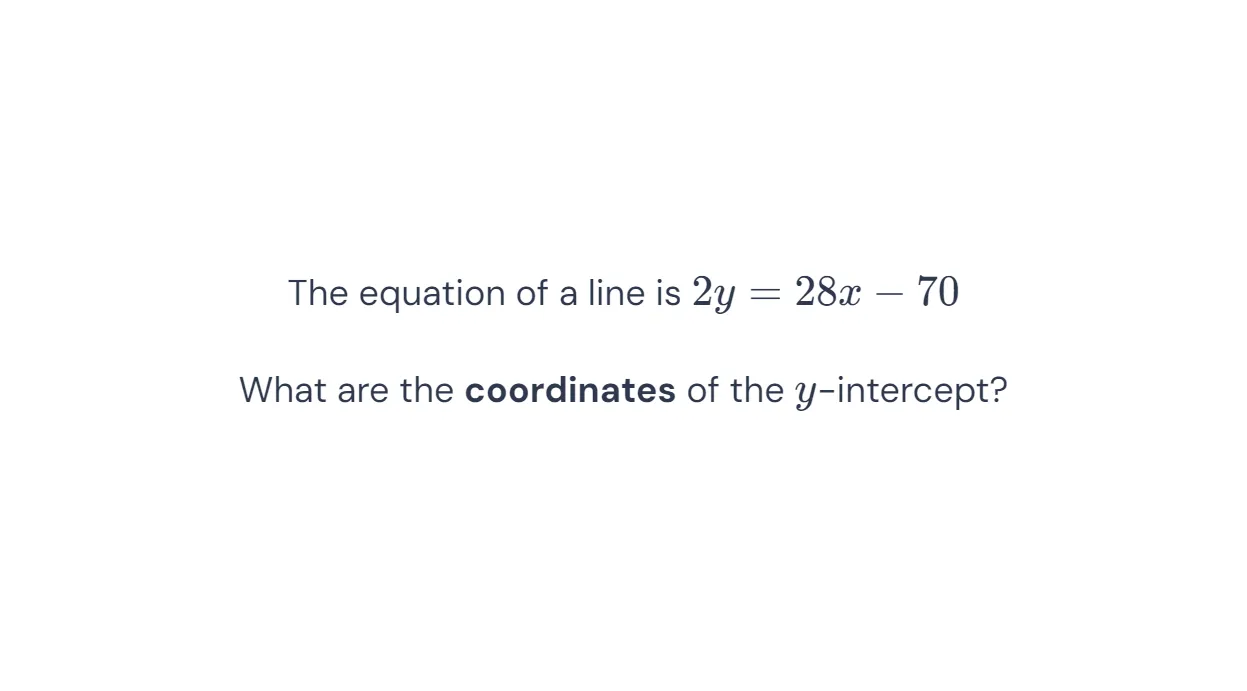 The equation of a line is 2y = 28x − 70
What are the coordinates of the y-intercept?